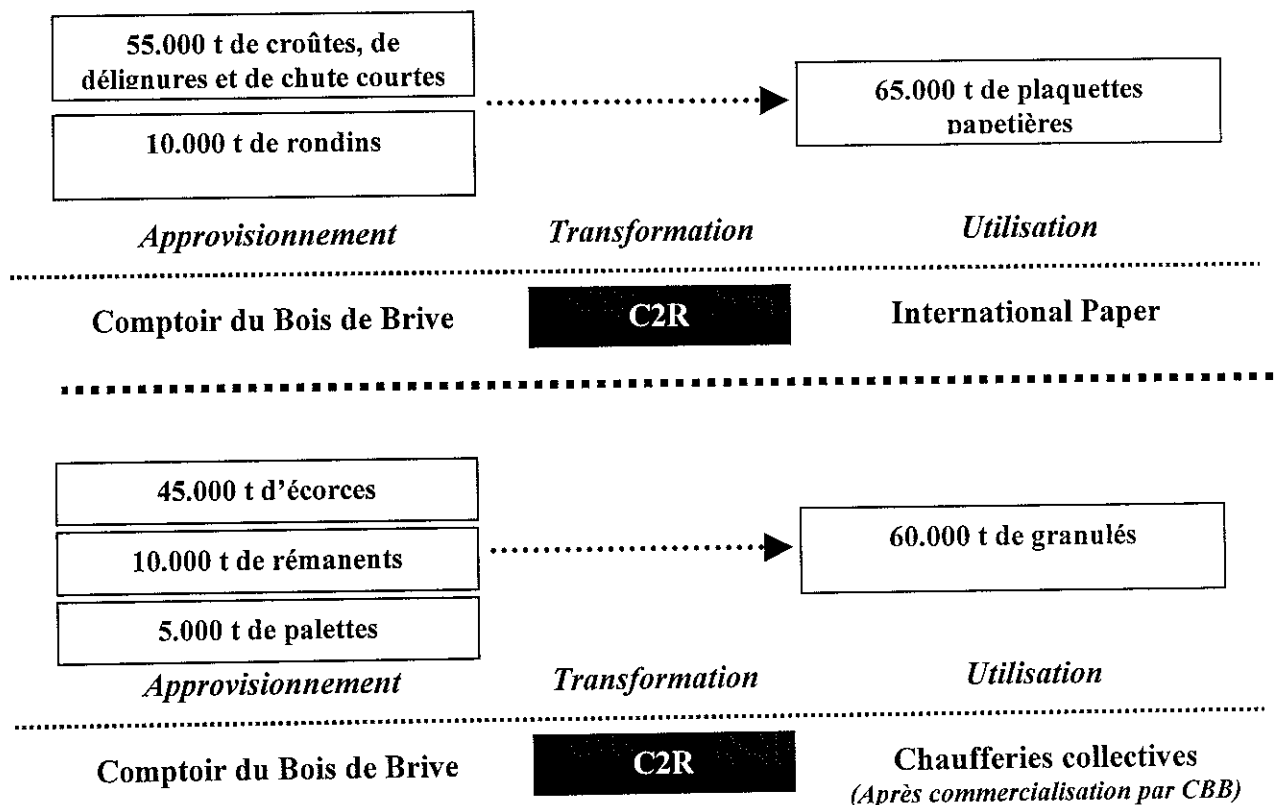 55.000 t de croûtes, de
délignures et de chute courtes
10.000 t de rondins
65.000 t de plaquettes
papetières
Approvisionnement
Transformation
Utilisation
Comptoir du Bois de Brive
C2R
International Paper
45.000 t d'écorces
10.000 t de rémanents
5.000 t de palettes
60.000 t de granulés
Approvisionnement
Transformation
Utilisation
Comptoir du Bois de Brive
C2R
Chaufferies collectives
(Après commercialisation par CBB)